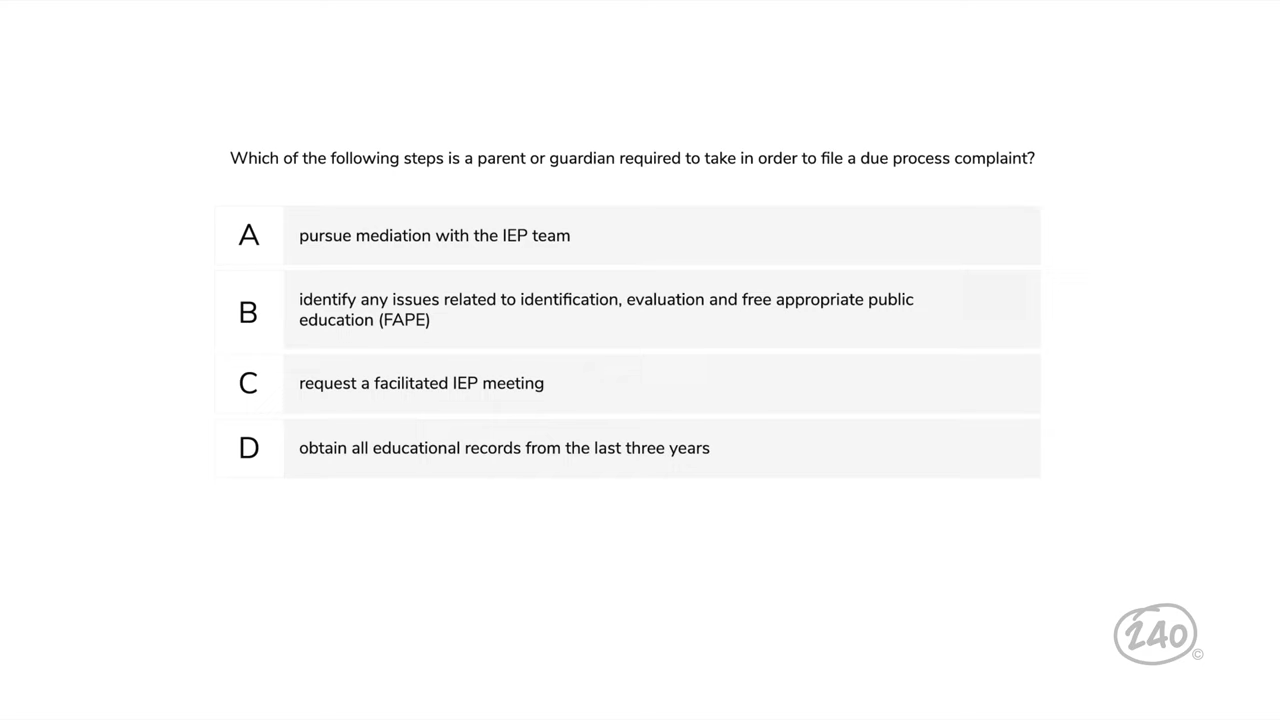 Which of the following steps is a parent or guardian required to take in order to file a due process complaint?
A pursue mediation with the IEP team
B identify any issues related to identification, evaluation and free appropriate public
education (FAPE)
C request a facilitated IEP meeting
D obtain all educational records from the last three years
240 ©